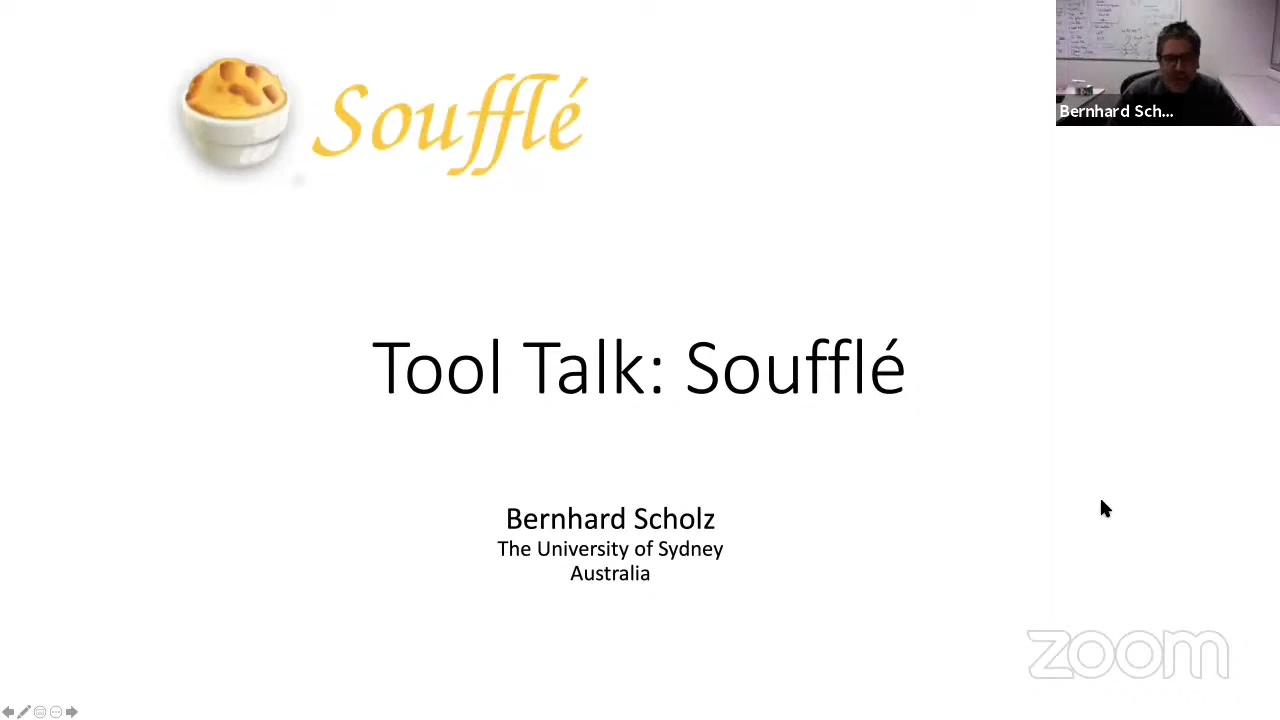 Soufflé
Bernhard Sch...
Tool Talk: Soufflé
Bernhard Scholz
The University of Sydney
Australia
zoom